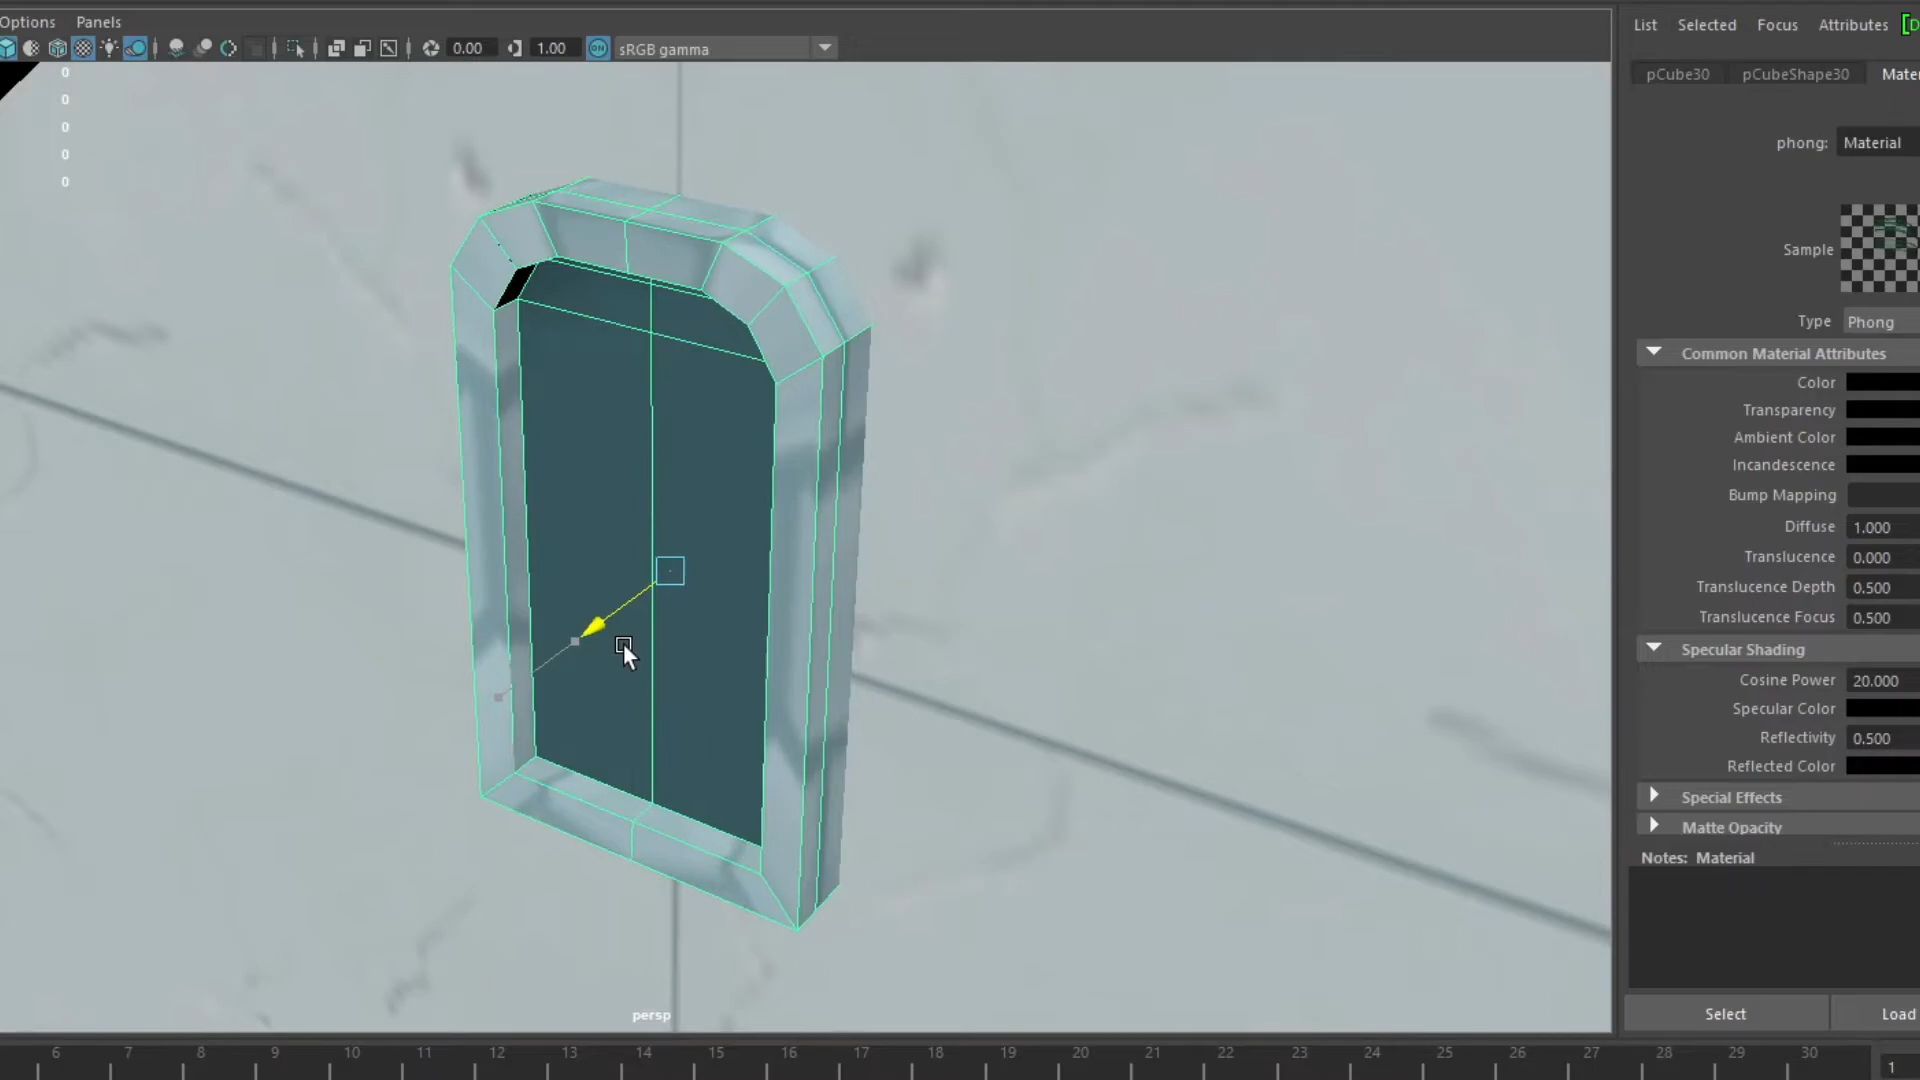 Options Panels
0.00 1.00 ON sRGB gamma
0
0
0
0
0
persp
List Selected Focus Attributes
pCube30 pCubeShape30 Mate
phong: Material
Sample
Type Phong
Common Material Attributes
Color
Transparency
Ambient Color
Incandescence
Bump Mapping
Diffuse 1.000
Translucence 0.000
Translucence Depth 0.500
Translucence Focus 0.500
Specular Shading
Cosine Power 20.000
Specular Color
Reflectivity 0.500
Reflected Color
Special Effects
Matte Opacity
Notes: Material
Select Load
6 7 8 9 10 11 12 13 14 15 16 17 18 19 20 21 22 23 24 25 26 27 28 29 30
1